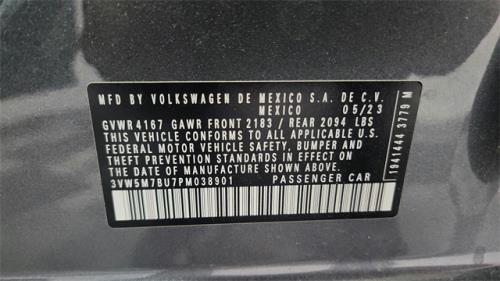 MFD BY VOLKSWAGEN DE MEXICO S.A. DE C.V.
MEXICO 05/23
GVWR 4167 GAWR FRONT 2183 / REAR 2094 LBS
THIS VEHICLE CONFORMS TO ALL APPLICABLE U.S.
FEDERAL MOTOR VEHICLE SAFETY, BUMPER AND
THEFT PREVENTION STANDARDS IN EFFECT ON
THE DATE OF MANUFACTURE SHOWN ABOVE.
3VW5M7BU7PM038901 PASSENGER CAR
1941444 3779 M